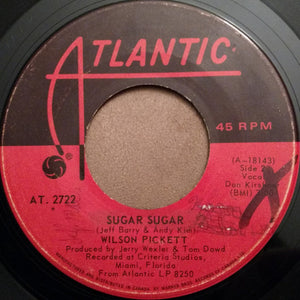 ATLANTIC
45 RPM
(A-18143)
Side 2
Vocal
Don Kirshner
(BMI)
AT. 2722
SUGAR SUGAR
(Jeff Barry & Andy Kim)
WILSON PICKETT
Produced by Jerry Wexler & Tom Dowd
Recorded at Criteria Studios,
Miami, Florida
From Atlantic LP 8250